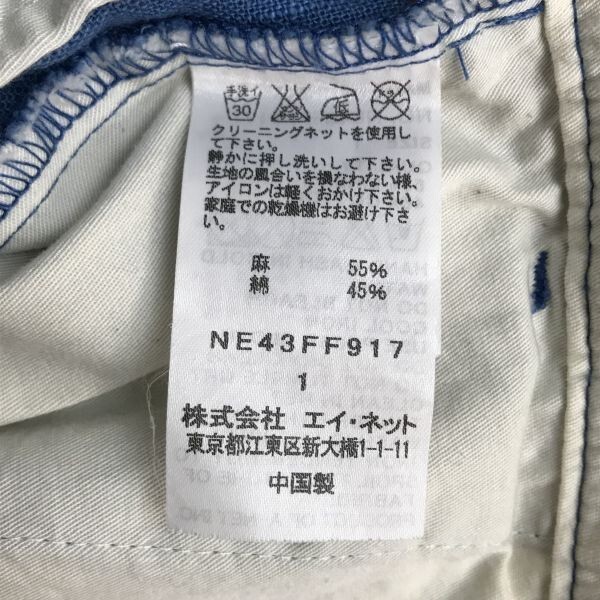 手洗イ
30
クリーニングネットを使用し
て下さい。
静かに押し洗いして下さい。
生地の風合いを損なわない様、
アイロンは軽くおかけ下さい。
家庭での乾燥機はお避け下さ
い。
麻 55%
綿 45%
NE43FF917
1
株式会社 エイ・ネット
東京都江東区新大橋1-1-11
中国製